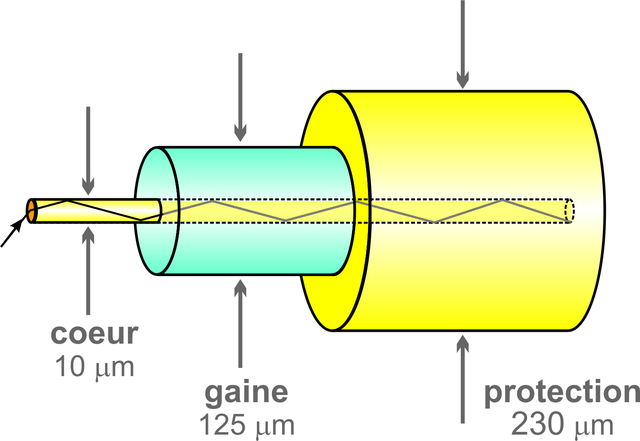 coeur
10 μm
gaine
125 μm
protection
230 μm